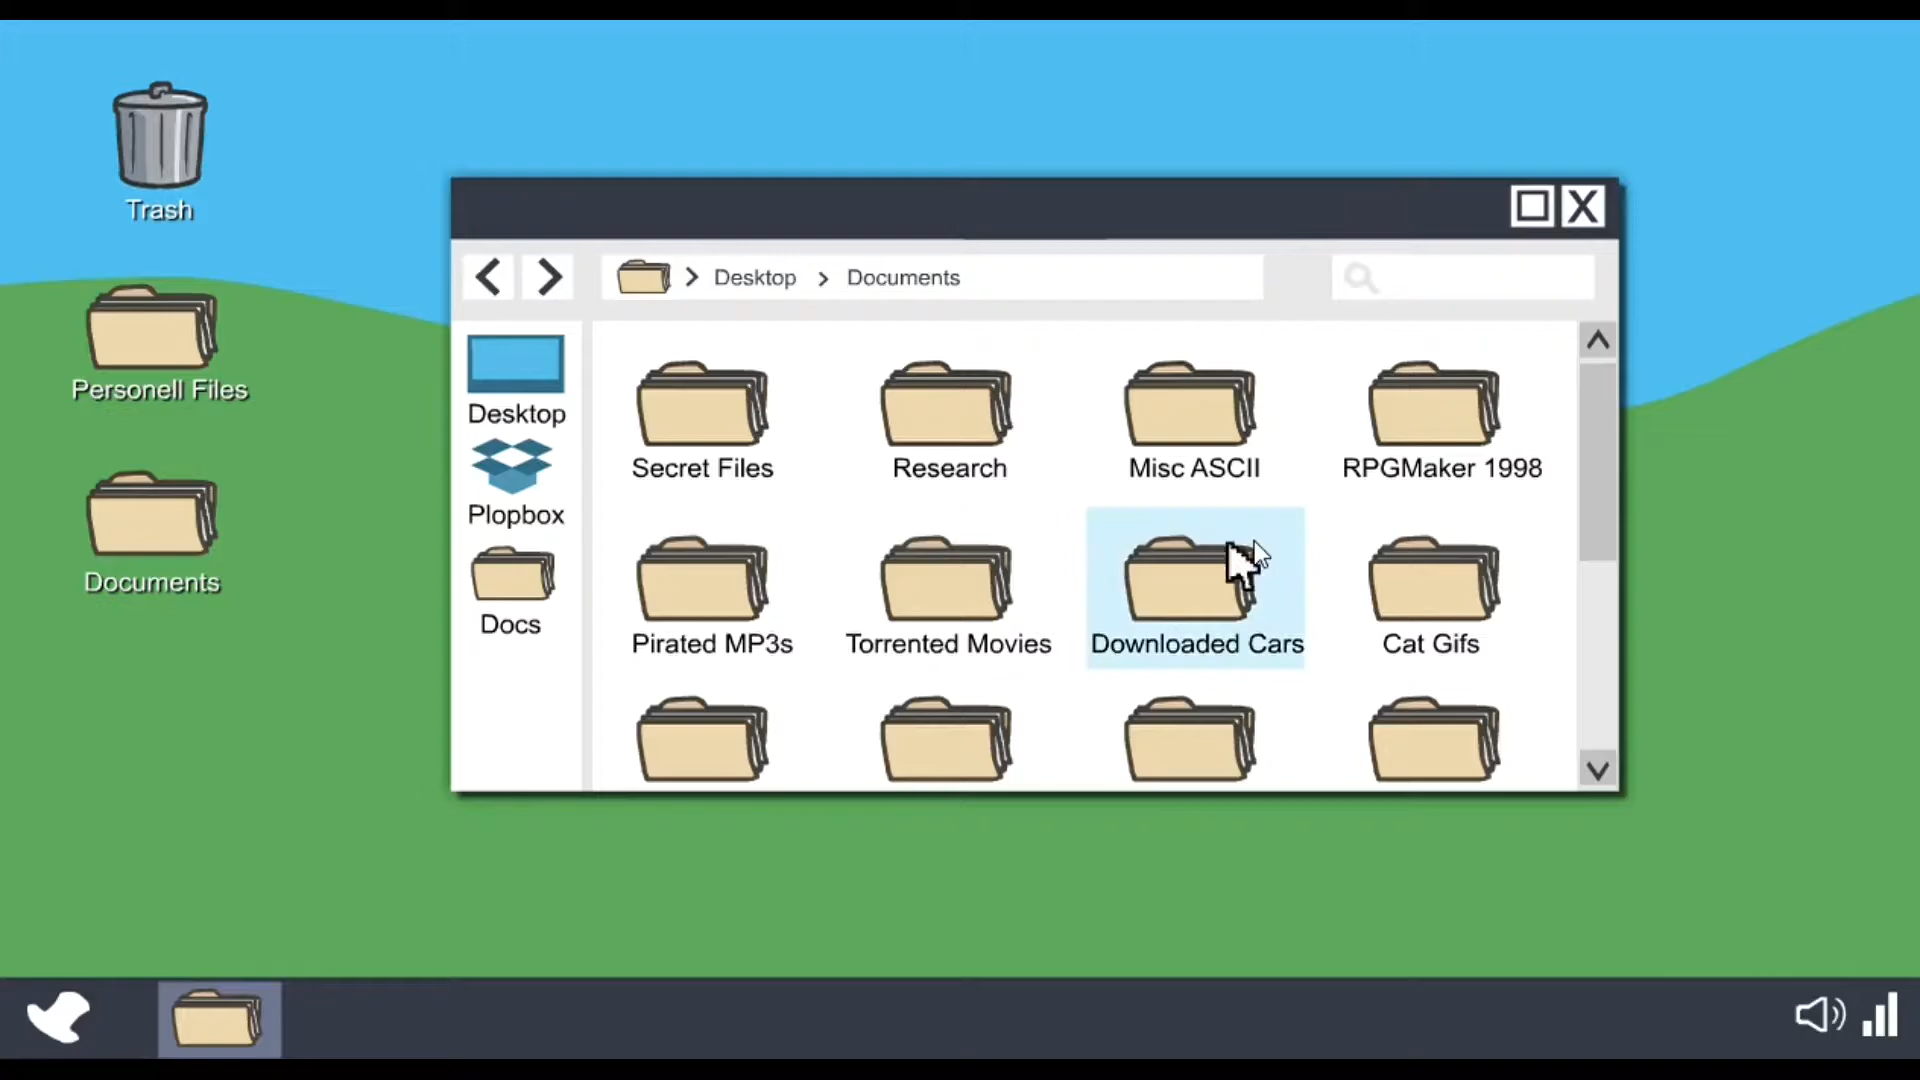 Trash
Personell Files
Documents
Desktop > Documents
Desktop
Plopbox
Docs
Secret Files
Research
Misc ASCII
RPGMaker 1998
Pirated MP3s
Torrented Movies
Downloaded Cars
Cat Gifs